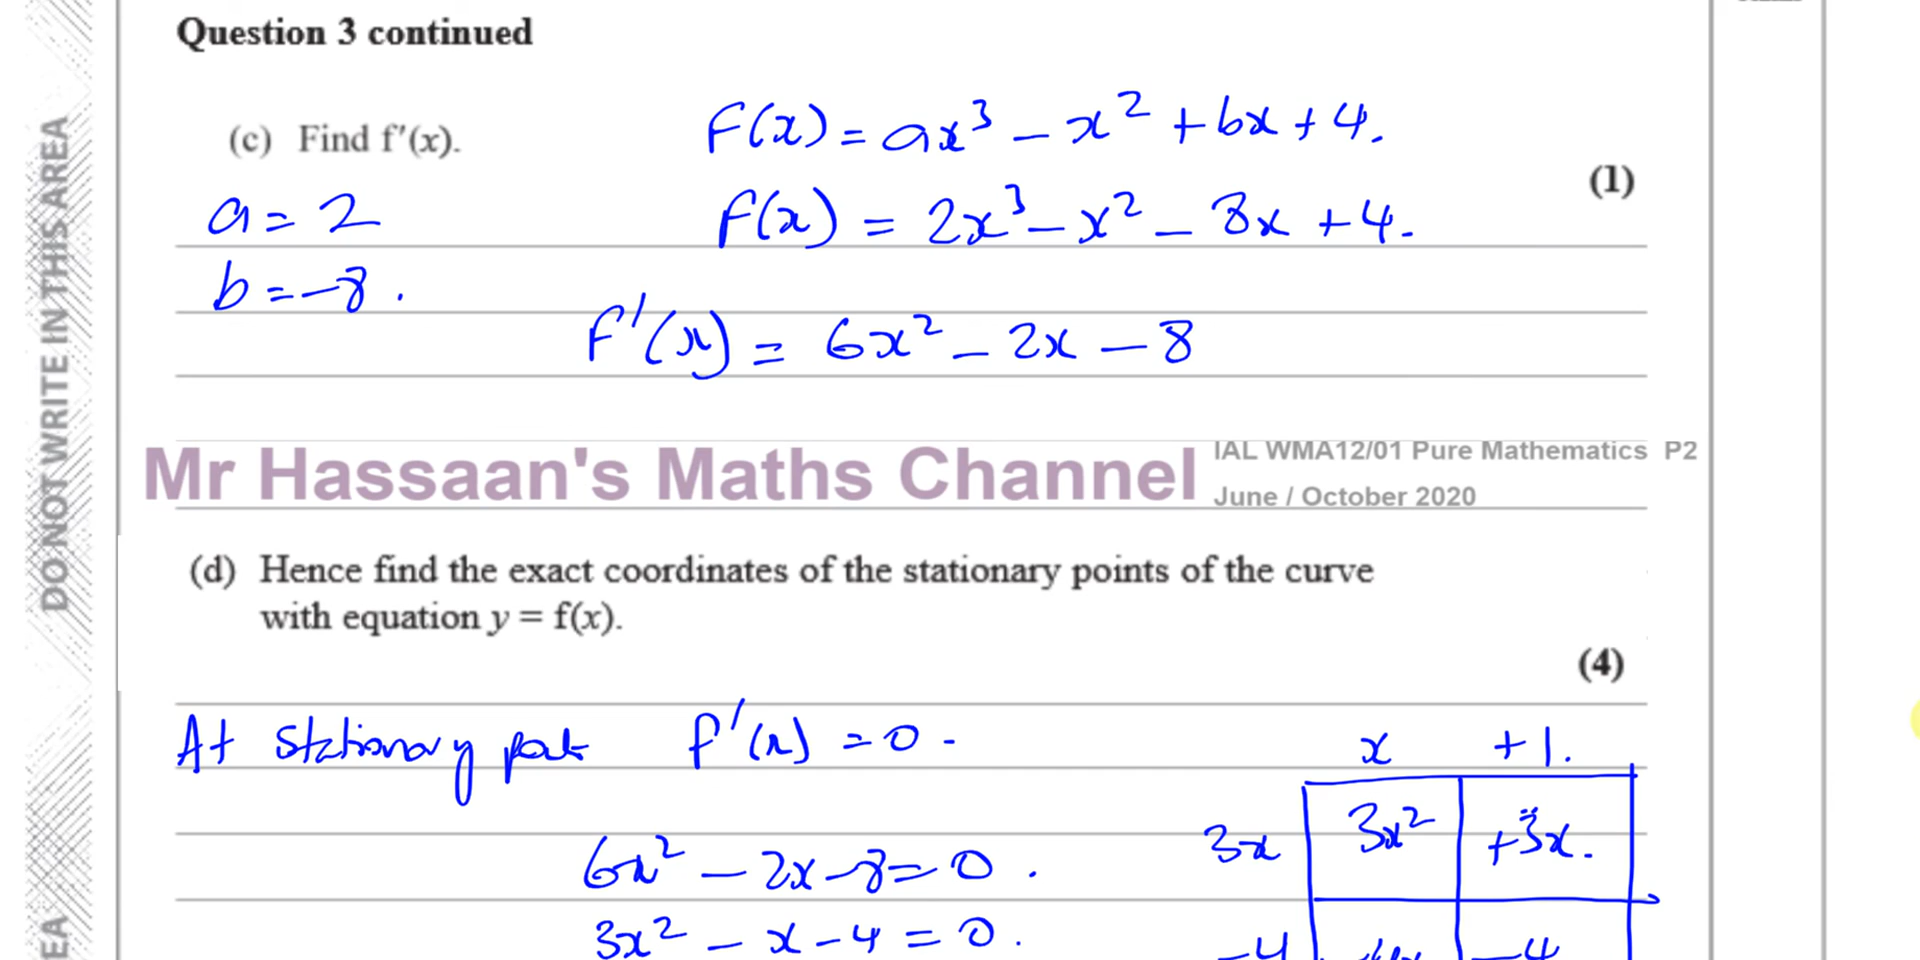 Question 3 continued
(c) Find f′(x).
F(x) = ax³ − x² + bx + 4.
(1)
a = 2
F(x) = 2x³ − x² − 8x + 4.
b = −8.
F′(x) = 6x² − 2x − 8
Mr Hassaan's Maths Channel
IAL WMA12/01 Pure Mathematics P2
June / October 2020
(d) Hence find the exact coordinates of the stationary points of the curve
with equation y = f(x).
(4)
At stationary point f′(x) = 0.
x +1.
3x 3x² +3x.
6x² − 2x − 8 = 0.
3x² − x − 4 = 0.
−4 −4
DO NOT WRITE IN THIS AREA
EA